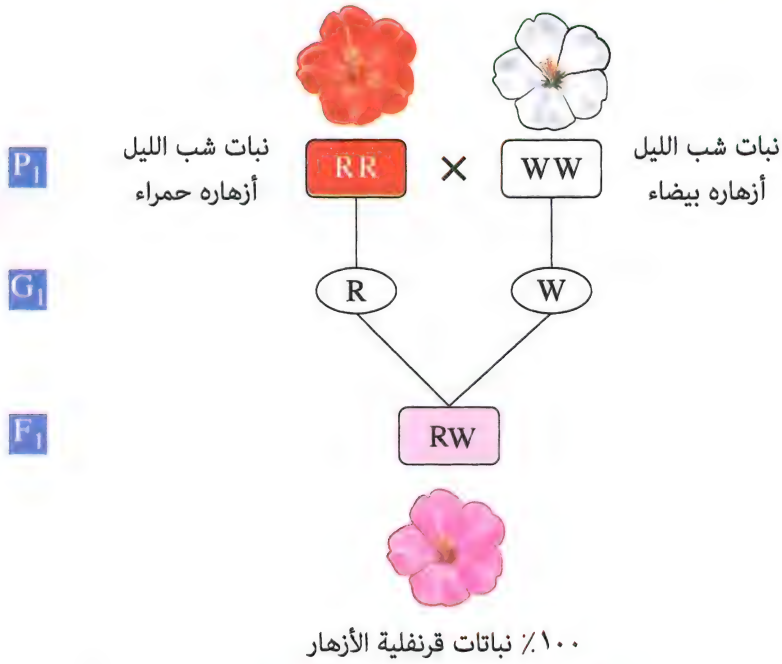 P₁
نبات شب الليل
أزهاره حمراء
RR
×
WW
نبات شب الليل
أزهاره بيضاء
G₁
R
W
F₁
RW
١٠٠٪ نباتات قرنفلية الأزهار